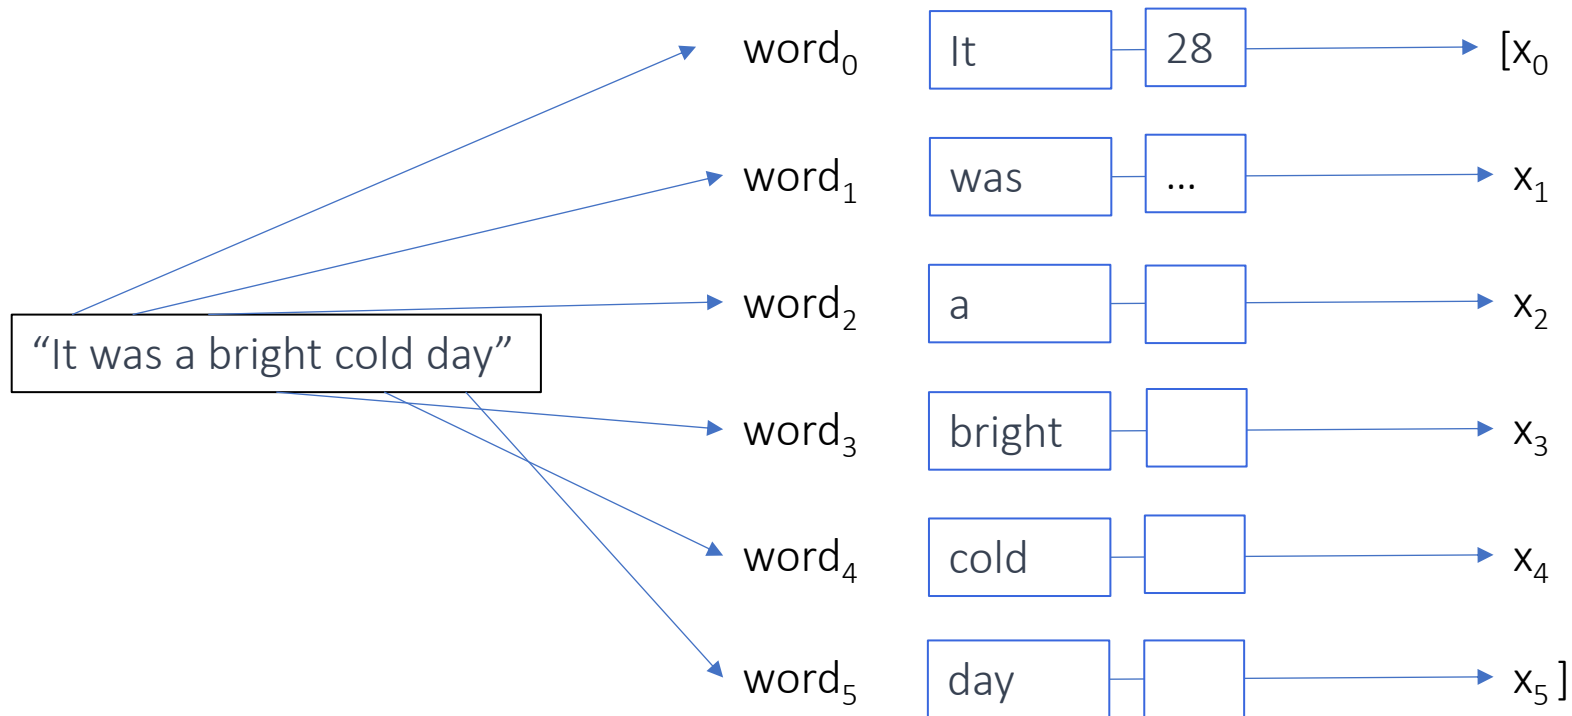 word₀ It 28 [x₀
word₁ was ... x₁
word₂ a x₂
“It was a bright cold day”
word₃ bright x₃
word₄ cold x₄
word₅ day x₅ ]